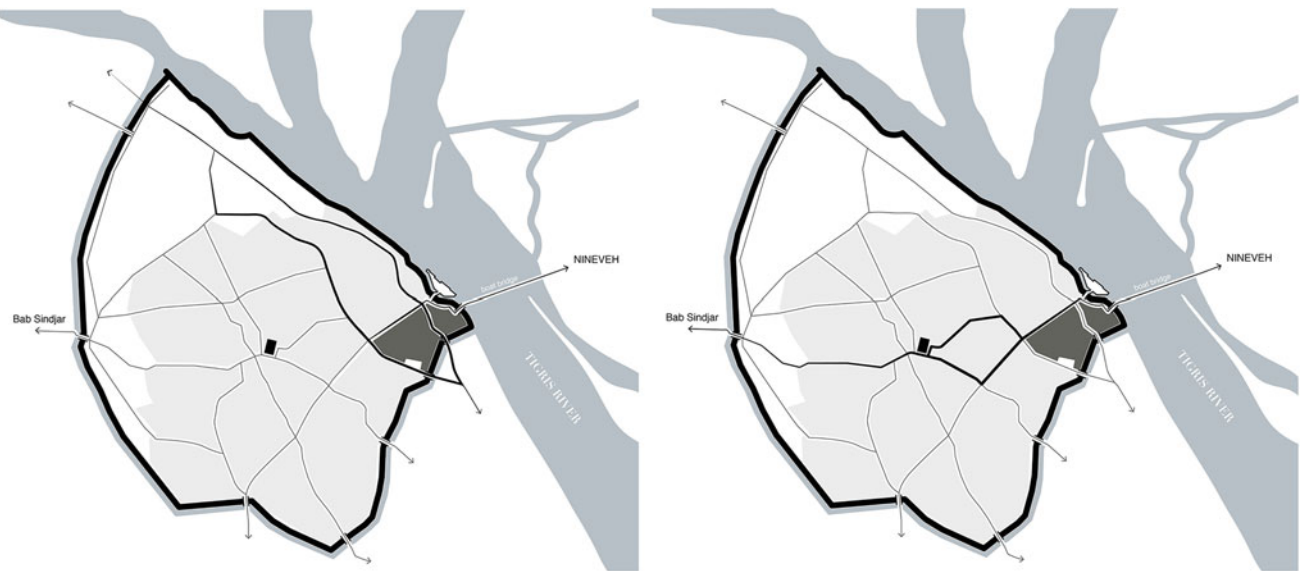 NINEVEH
boat bridge
Bab Sindjar
TIGRIS RIVER
NINEVEH
boat bridge
Bab Sindjar
TIGRIS RIVER